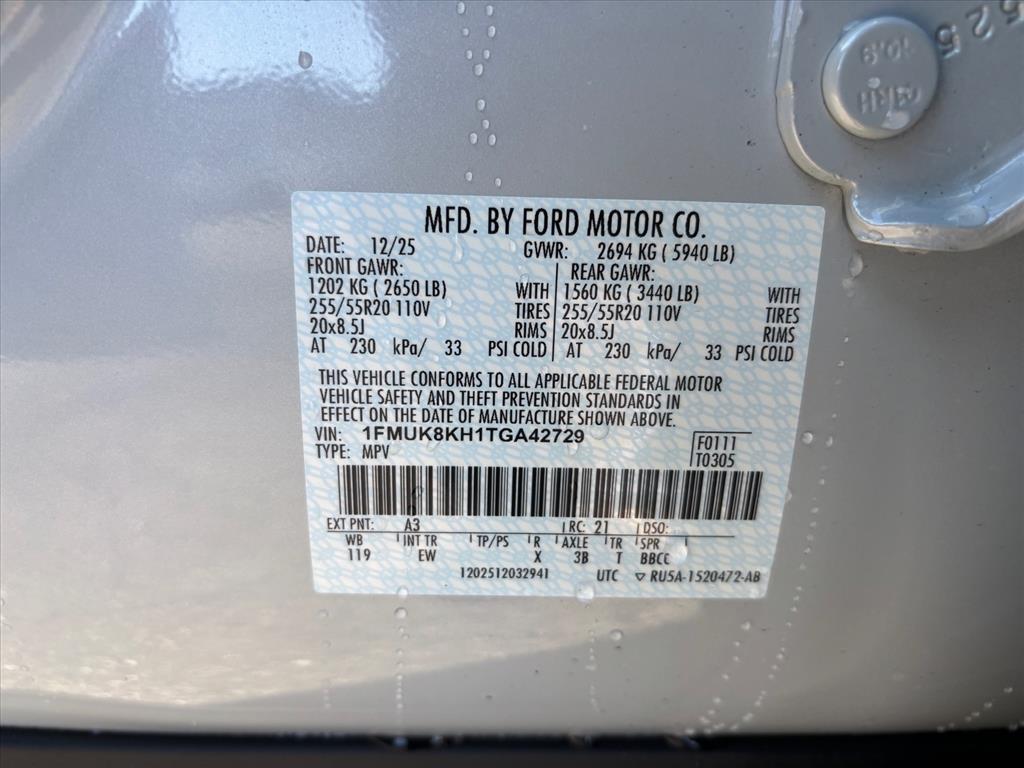 525
10.9
MFD. BY FORD MOTOR CO.
DATE: 12/25 GVWR: 2694 KG ( 5940 LB)
FRONT GAWR: REAR GAWR:
1202 KG ( 2650 LB) WITH 1560 KG ( 3440 LB) WITH
255/55R20 110V TIRES 255/55R20 110V TIRES
20x8.5J RIMS 20x8.5J RIMS
AT 230 kPa/ 33 PSI COLD AT 230 kPa/ 33 PSI COLD
THIS VEHICLE CONFORMS TO ALL APPLICABLE FEDERAL MOTOR
VEHICLE SAFETY AND THEFT PREVENTION STANDARDS IN
EFFECT ON THE DATE OF MANUFACTURE SHOWN ABOVE.
VIN: 1FMUK8KH1TGA42729 F0111
TYPE: MPV T0305
EXT PNT: A3 RC: 21 DSO:
WB INT TR TP/PS R AXLE TR SPR
119 EW X 3B T BBCC
1202512032941 UTC ▽ RU5A-1520472-AB